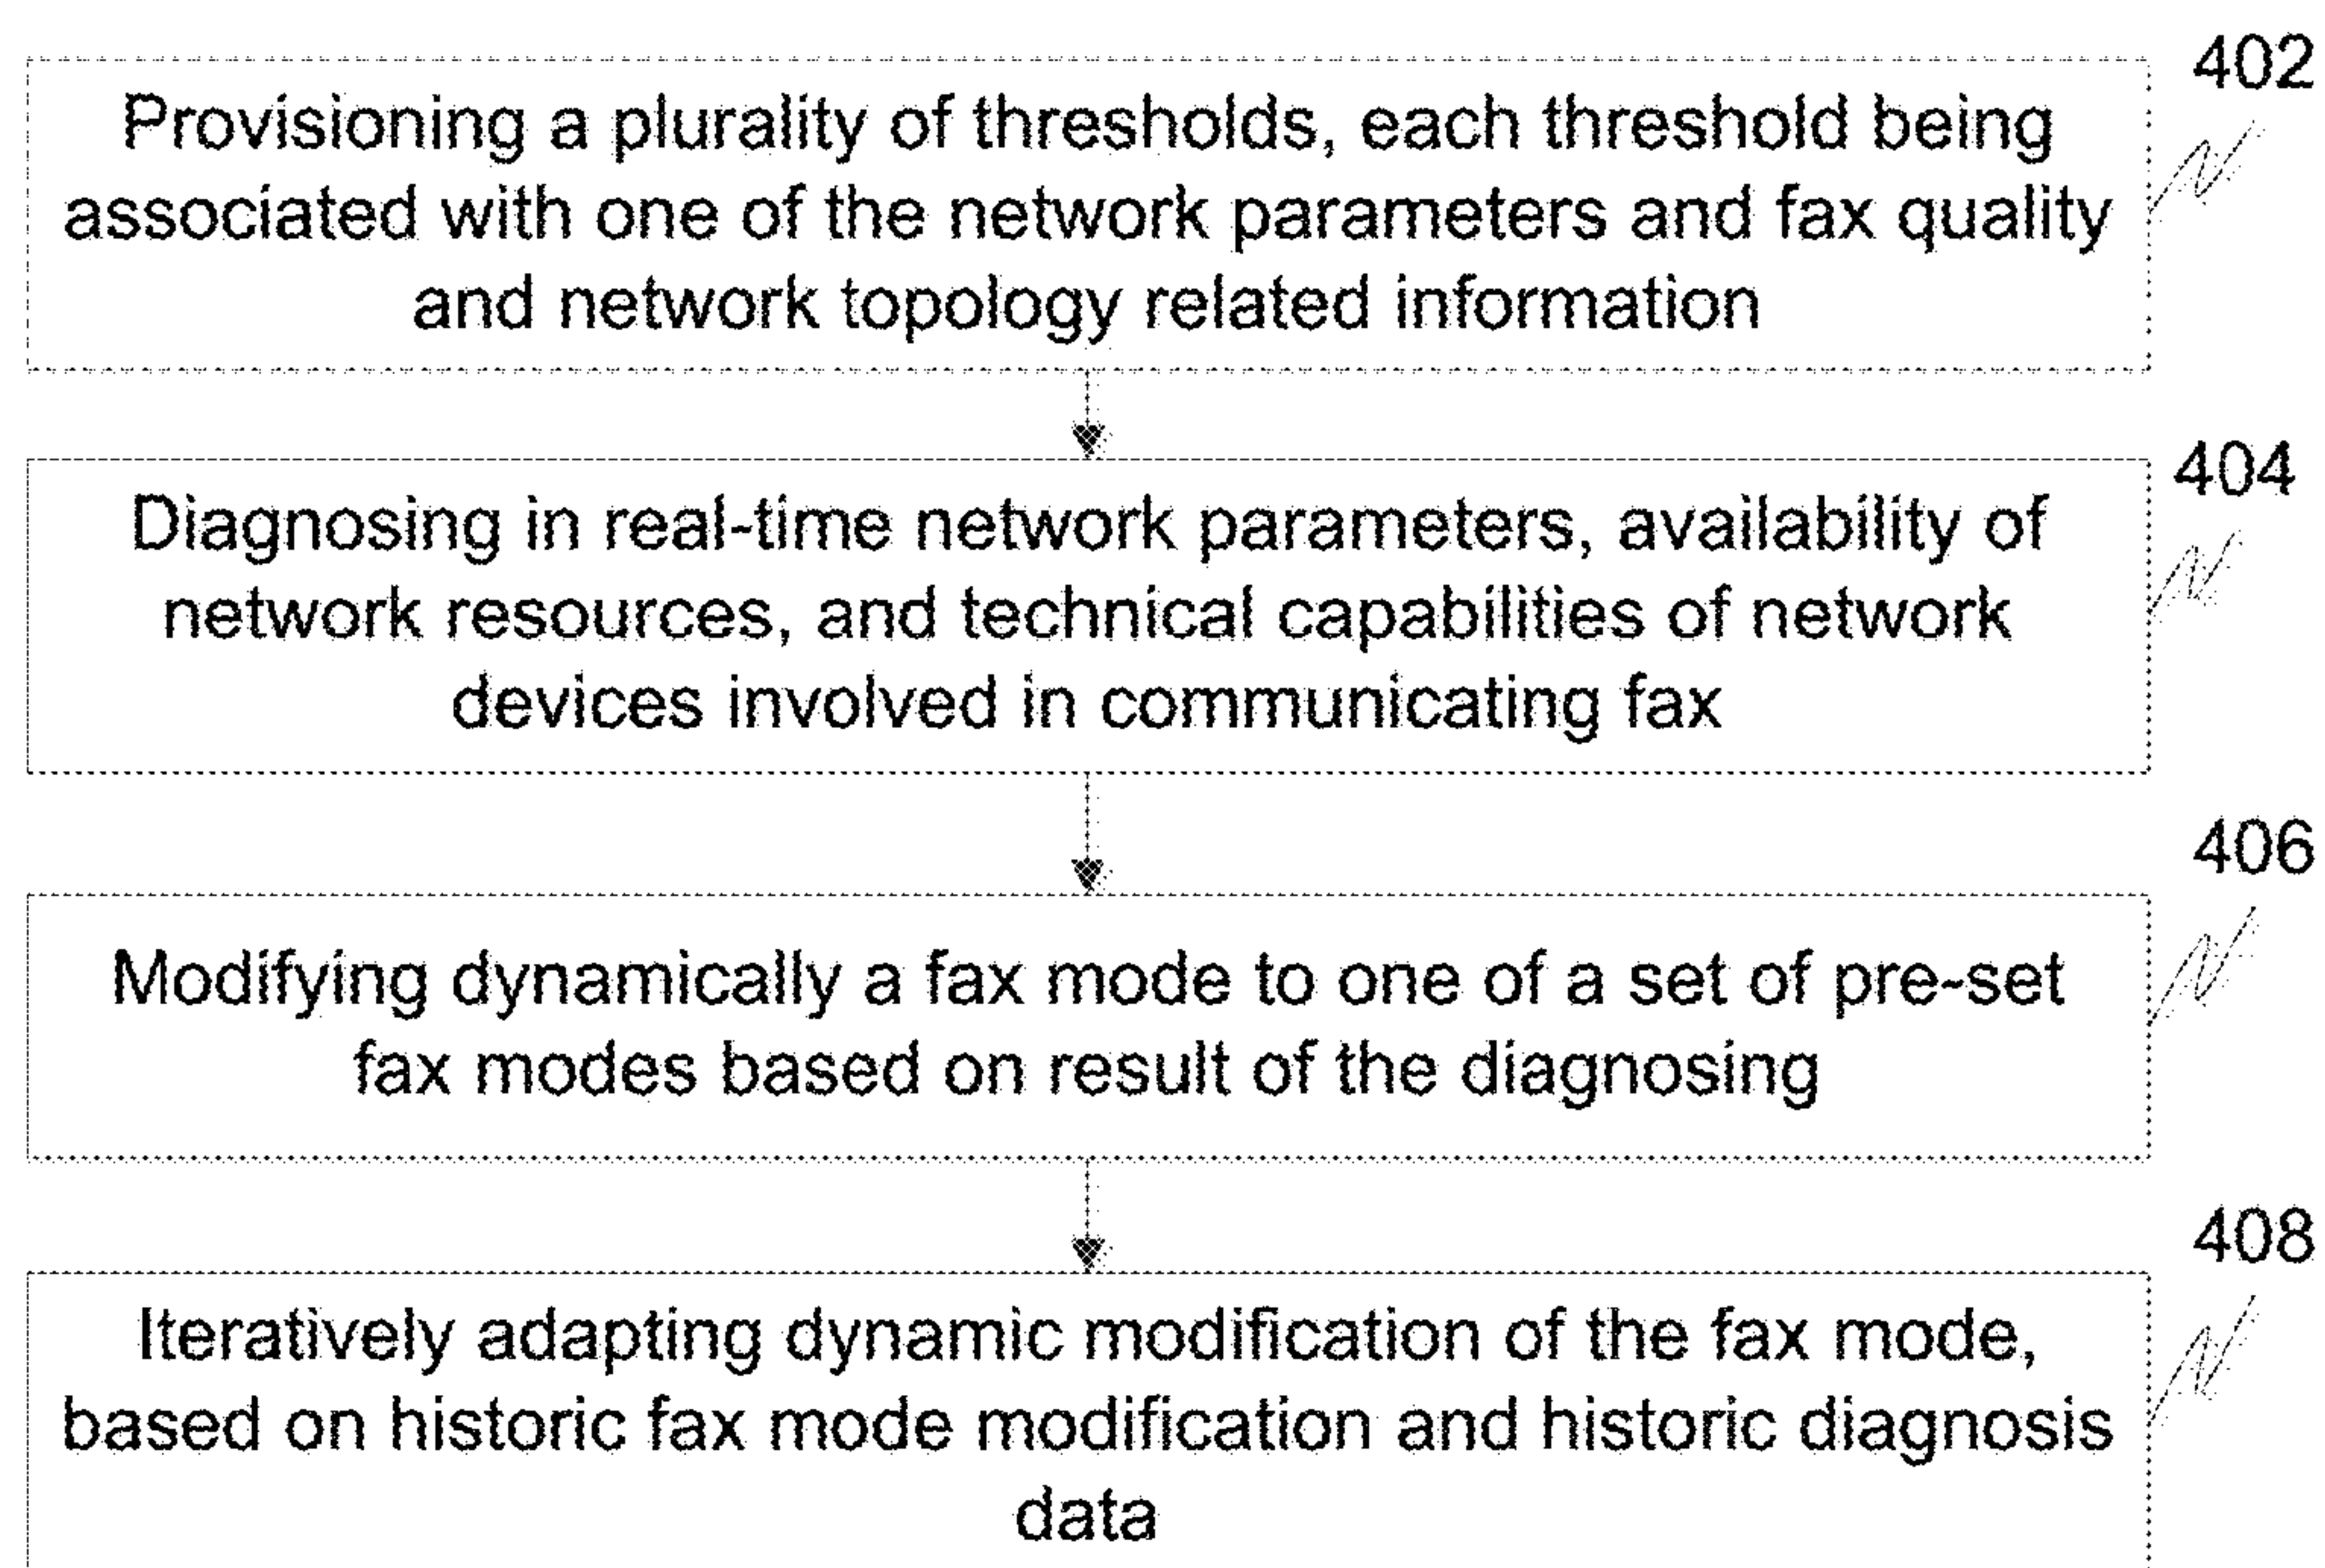 402
Provisioning a plurality of thresholds, each threshold being
associated with one of the network parameters and fax quality
and network topology related information
404
Diagnosing in real-time network parameters, availability of
network resources, and technical capabilities of network
devices involved in communicating fax
406
Modifying dynamically a fax mode to one of a set of pre-set
fax modes based on result of the diagnosing
408
Iteratively adapting dynamic modification of the fax mode,
based on historic fax mode modification and historic diagnosis
data